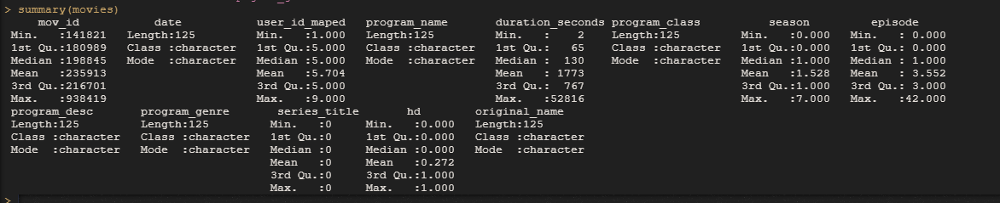 > summary(movies)
mov_id date user_id_maped program_name duration_seconds program_class season episode
Min. :141821 Length:125 Min. :1.000 Length:125 Min. : 2 Length:125 Min. :0.000 Min. : 0.000
1st Qu.:180989 Class :character 1st Qu.:5.000 Class :character 1st Qu.: 65 Class :character 1st Qu.:0.000 1st Qu.: 0.000
Median :198845 Mode :character Median :5.000 Mode :character Median : 130 Mode :character Median :1.000 Median : 1.000
Mean :235913 Mean :5.704 Mean : 1773 Mean :1.528 Mean : 3.552
3rd Qu.:216701 3rd Qu.:5.000 3rd Qu.: 767 3rd Qu.:1.000 3rd Qu.: 3.000
Max. :938419 Max. :9.000 Max. :52816 Max. :7.000 Max. :42.000
program_desc program_genre series_title hd original_name
Length:125 Length:125 Min. :0 Min. :0.000 Length:125
Class :character Class :character 1st Qu.:0 1st Qu.:0.000 Class :character
Mode :character Mode :character Median :0 Median :0.000 Mode :character
Mean :0 Mean :0.272
3rd Qu.:0 3rd Qu.:1.000
Max. :0 Max. :1.000
>